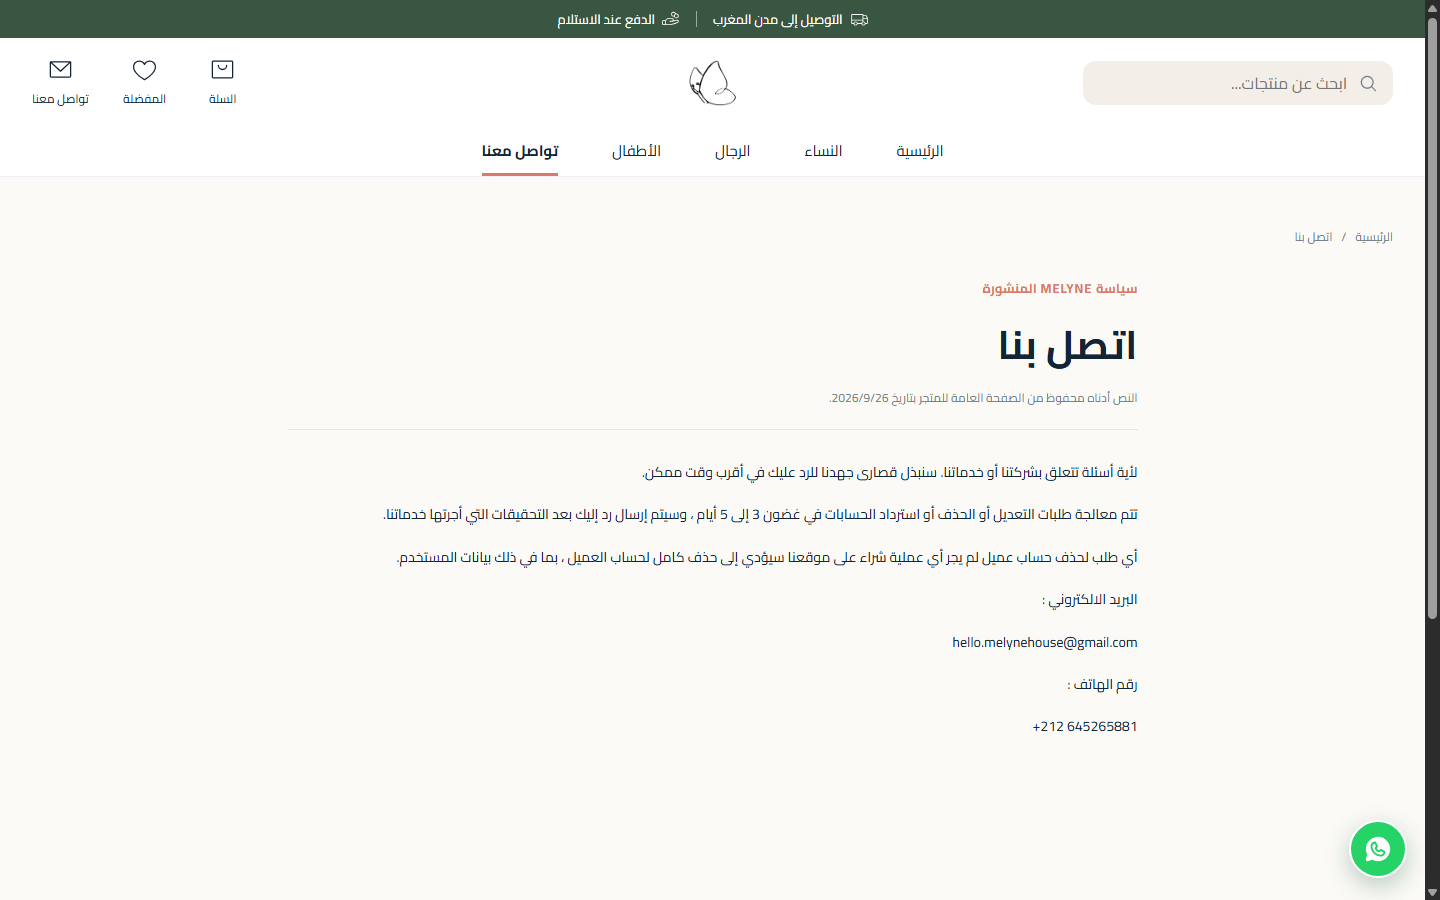 التوصيل إلى مدن المغرب
الدفع عند الاستلام
ابحث عن منتجات...
السلة
المفضلة
تواصل معنا
الرئيسية
النساء
الرجال
الأطفال
تواصل معنا
الرئيسية / اتصل بنا
سياسة MELYNE المنشورة
اتصل بنا
النص أدناه محفوظ من الصفحة العامة للمتجر بتاريخ 2026/9/26.
لأية أسئلة تتعلق بشركتنا أو خدماتنا. سنبذل قصارى جهدنا للرد عليك في أقرب وقت ممكن.
تتم معالجة طلبات التعديل أو الحذف أو استرداد الحسابات في غضون 3 إلى 5 أيام ، وسيتم إرسال رد إليك بعد التحقيقات التي أجرتها خدماتنا.
أي طلب لحذف حساب عميل لم يجر أي عملية شراء على موقعنا سيؤدي إلى حذف كامل لحساب العميل ، بما في ذلك بيانات المستخدم.
البريد الالكتروني :
hello.melynehouse@gmail.com
رقم الهاتف :
+212 645265881